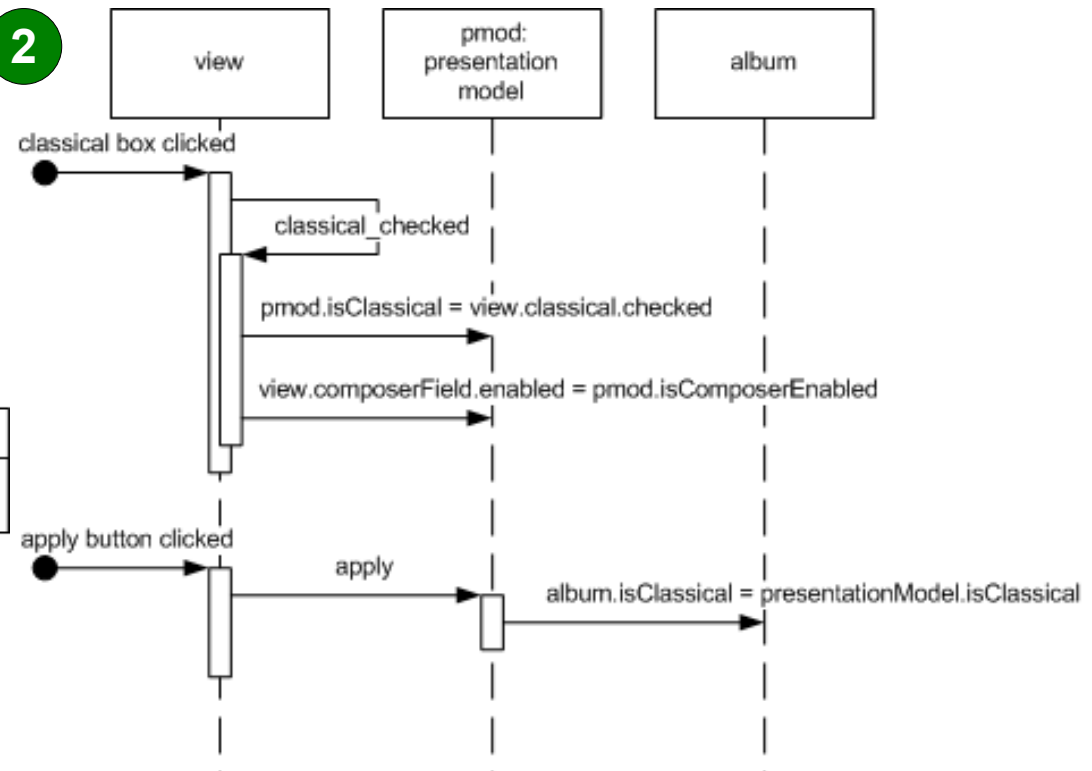 2
view
pmod:
presentation
model
album
classical box clicked
classical_checked
pmod.isClassical = view.classical.checked
view.composerField.enabled = pmod.isComposerEnabled
apply button clicked
apply
album.isClassical = presentationModel.isClassical